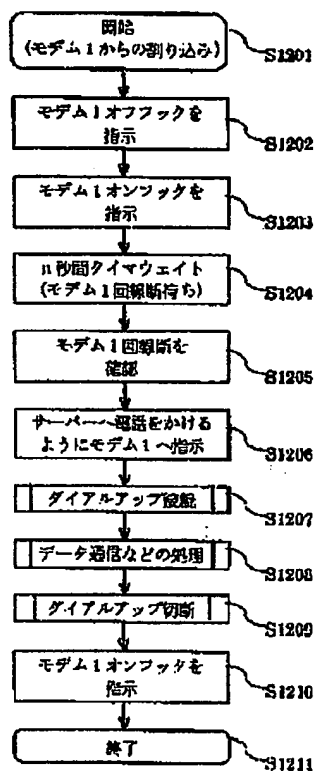 開始
(モデム1からの割り込み)
S1201
モデム1オフフックを
指示
S1202
モデム1オンフックを
指示
S1203
n秒間タイマウェイト
(モデム1回線断待ち)
S1204
モデム1回線断を
確認
S1205
サーバーへ電話をかける
ようにモデム1へ指示
S1206
ダイアルアップ接続
S1207
データ通信などの処理
S1208
ダイアルアップ切断
S1209
モデム1オンフックを
指示
S1210
終了
S1211